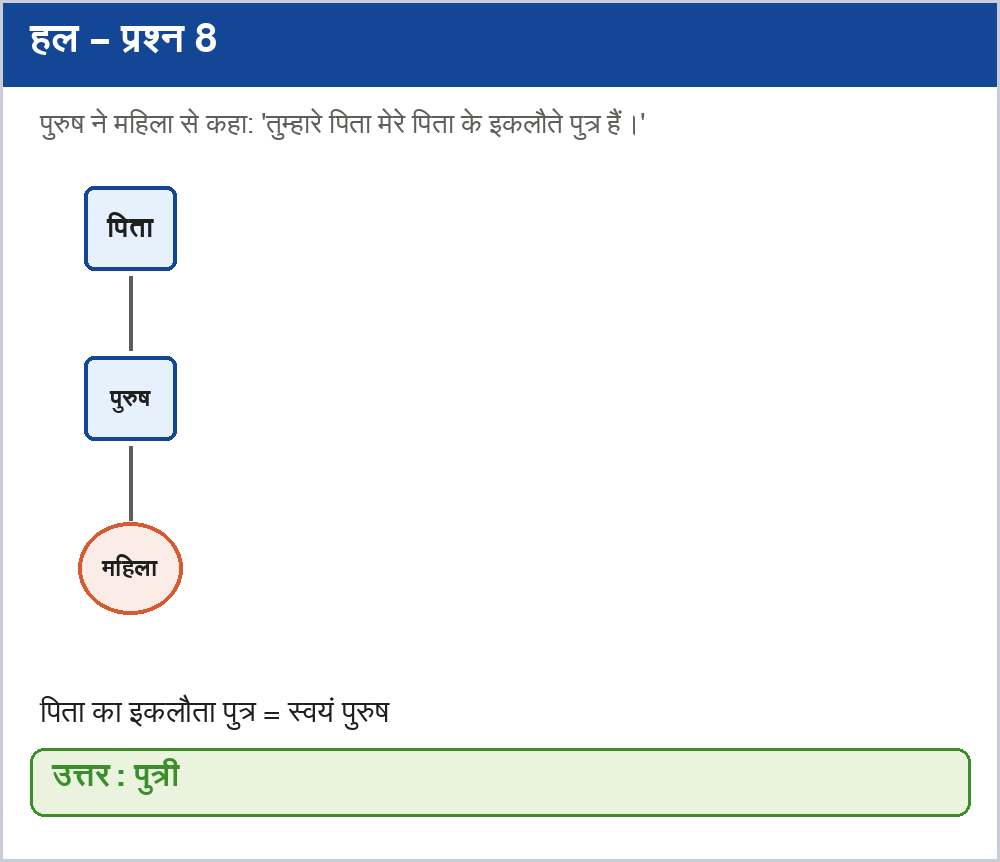 हल – प्रश्न 8
पुरुष ने महिला से कहा: 'तुम्हारे पिता मेरे पिता के इकलौते पुत्र हैं।'
पिता
पुरुष
महिला
पिता का इकलौता पुत्र = स्वयं पुरुष
उत्तर : पुत्री